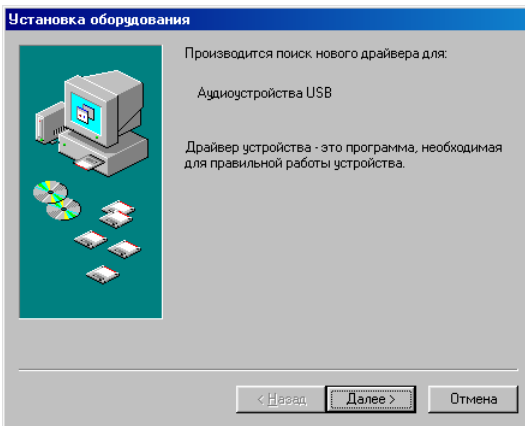 Установка оборудования
Производится поиск нового драйвера для:
Аудиоустройства USB
Драйвер устройства - это программа, необходимая
для правильной работы устройства.
< Назад
Далее >
Отмена